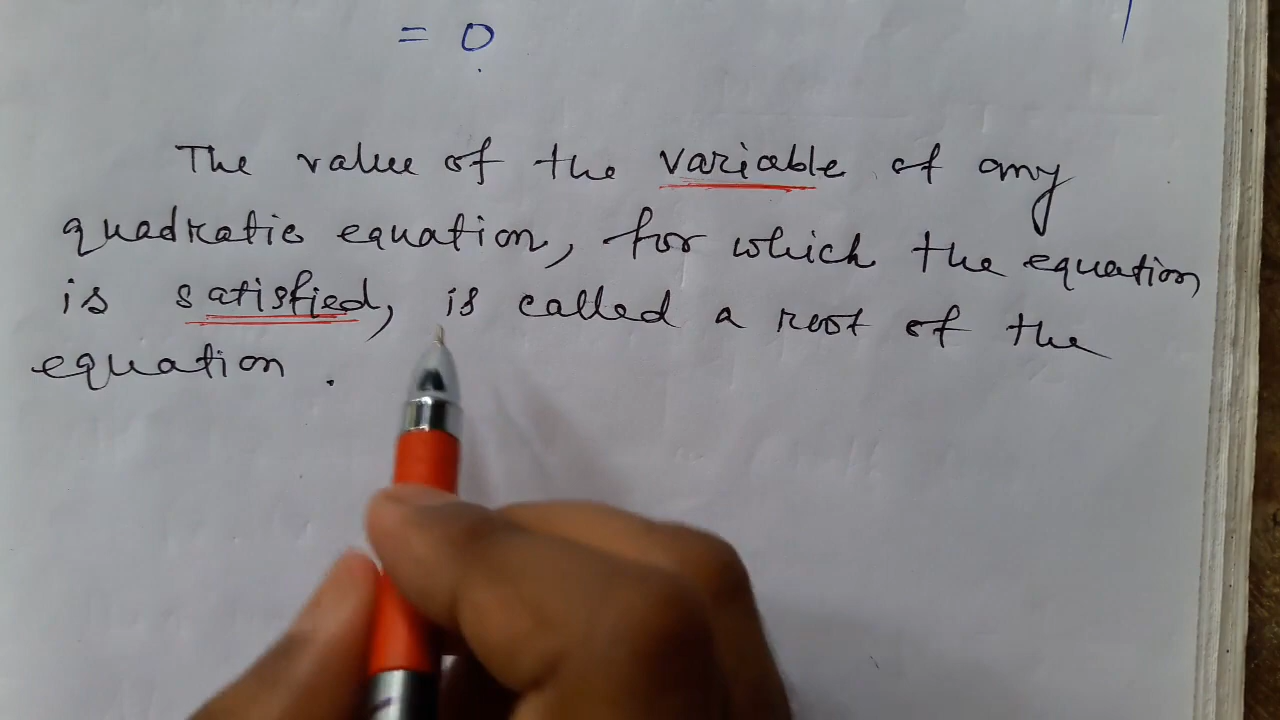 = 0
The value of the variable of any
quadratic equation, for which the equation
is satisfied, is called a root of the
equation.